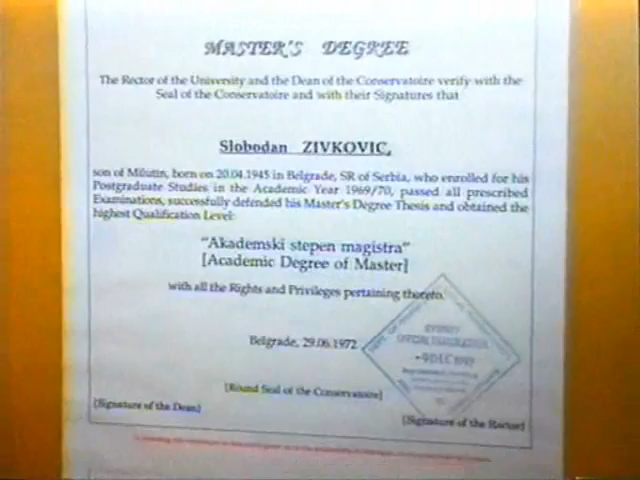 MASTER'S DEGREE
The Rector of the University and the Dean of the Conservatoire verify with the
Seal of the Conservatoire and with their Signatures that
Slobodan ZIVKOVIC,
son of Milutin, born on 20.04.1945 in Belgrade, SR of Serbia, who enrolled for his
Postgraduate Studies in the Academic Year 1969/70, passed all prescribed
Examinations, successfully defended his Master's Degree Thesis and obtained the
highest Qualification Level:
"Akademski stepen magistra"
[Academic Degree of Master]
with all the Rights and Privileges pertaining thereto.
SYDNEY
OFFICIAL TRANSLATION
Belgrade, 29.06.1972
[Round Seal of the Conservatoire]
[Signature of the Dean]
[Signature of the Rector]